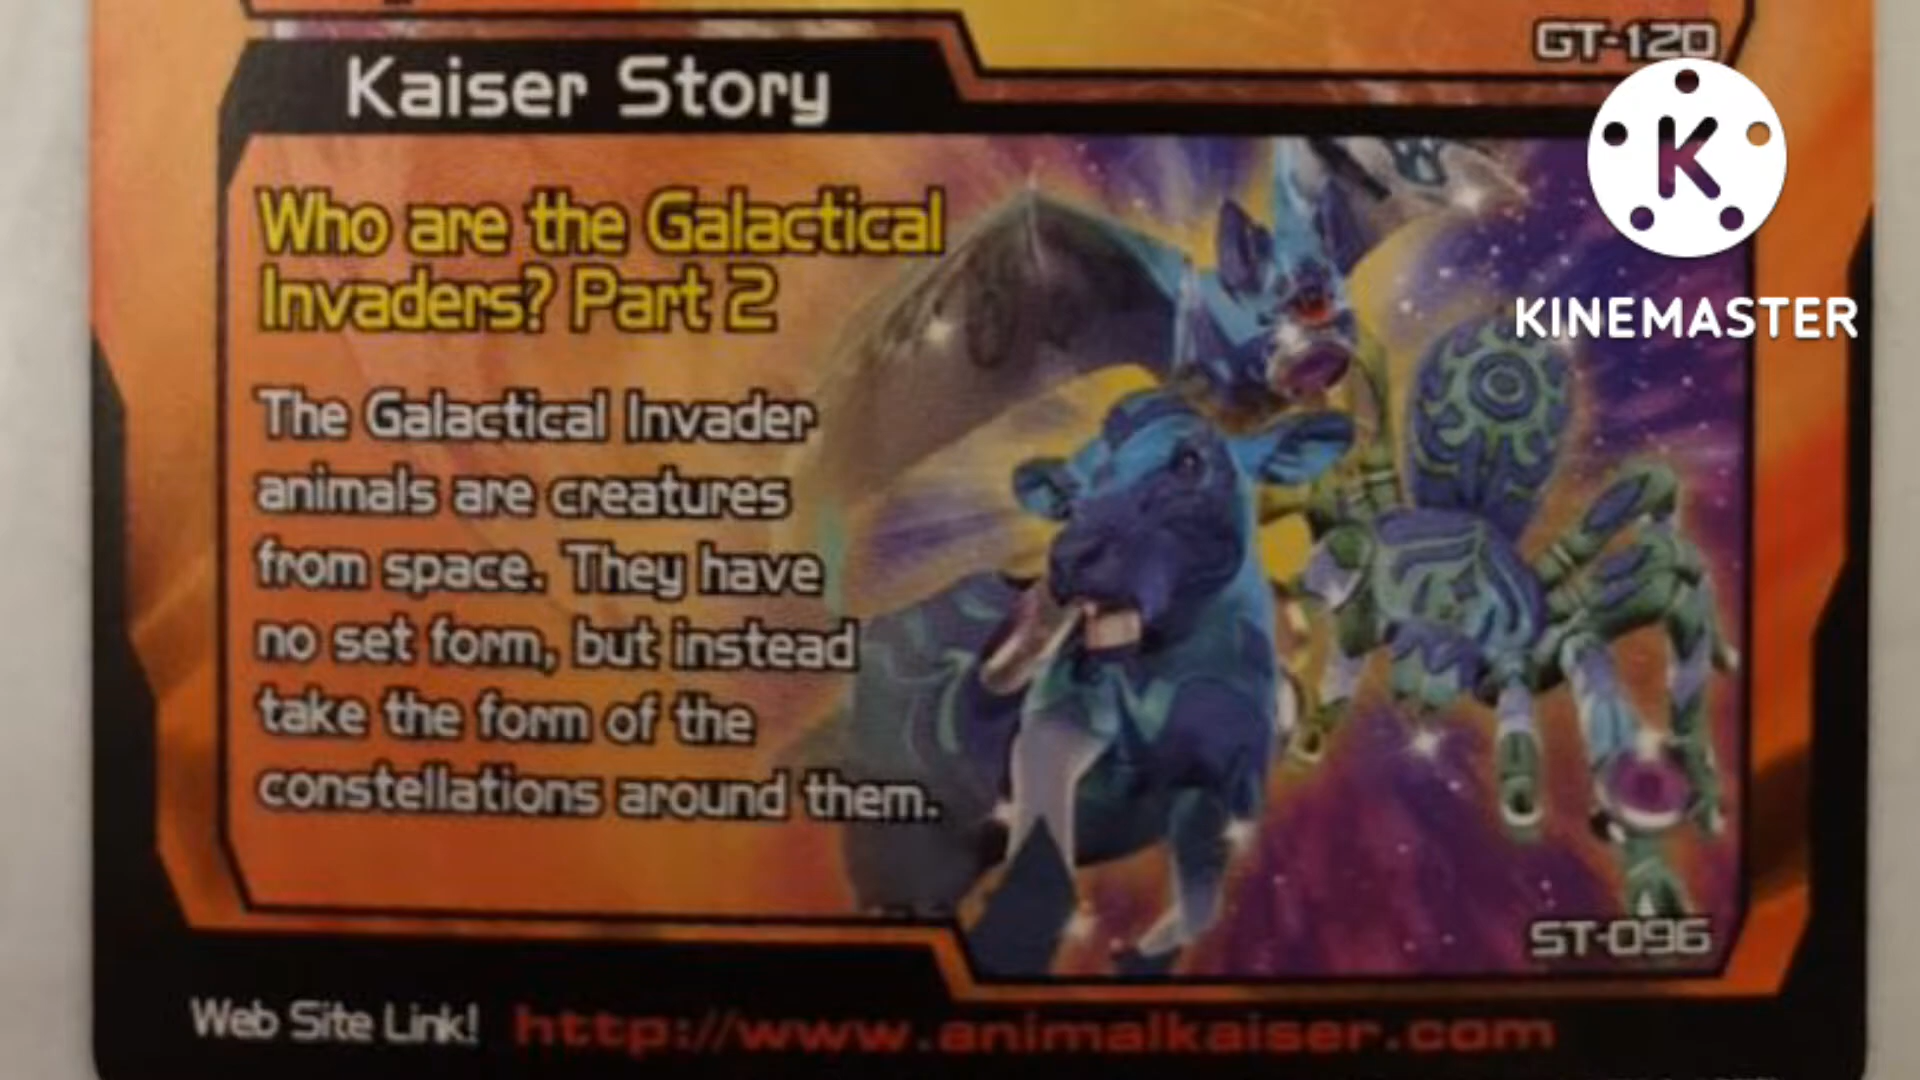 GT-120
Kaiser Story
K
KINEMASTER
Who are the Galactical
Invaders? Part 2
The Galactical Invader
animals are creatures
from space. They have
no set form, but instead
take the form of the
constellations around them.
ST-096
Web Site Link! http://www.animalkaiser.com